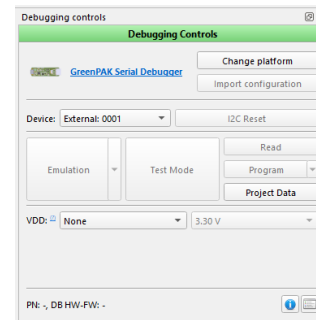 Debugging controls
Debugging Controls
GreenPAK Serial Debugger
Change platform
Import configuration
Device: External: 0001
I2C Reset
Emulation
Test Mode
Read
Program
Project Data
VDD: None
3.30 V
PN: -, DB HW-FW: -